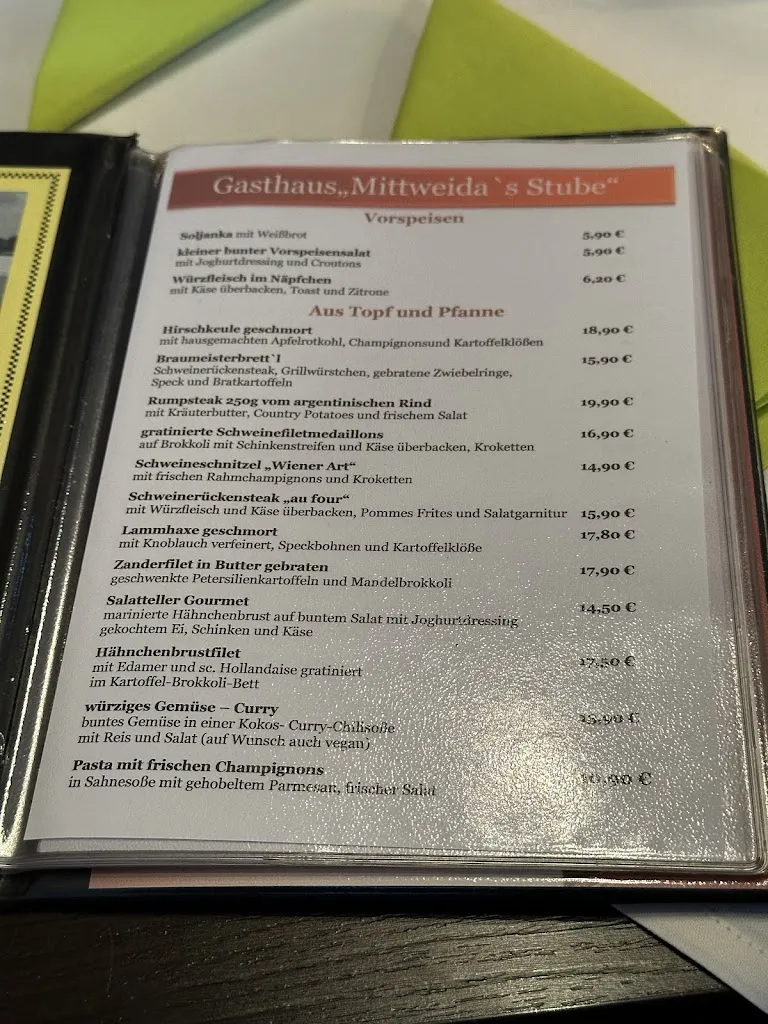 Gasthaus„Mittweida`s Stube“
Vorspeisen
Soljanka mit Weißbrot 5,90 €
kleiner bunter Vorspeisensalat 5,90 €
mit Joghurtdressing und Croutons
Würzfleisch im Näpfchen 6,20 €
mit Käse überbacken, Toast und Zitrone
Aus Topf und Pfanne
Hirschkeule geschmort 18,90 €
mit hausgemachten Apfelrotkohl, Champignonsund Kartoffelklößen
Braumeisterbrett`l 15,90 €
Schweinerückensteak, Grillwürstchen, gebratene Zwiebelringe,
Speck und Bratkartoffeln
Rumpsteak 250g vom argentinischen Rind 19,90 €
mit Kräuterbutter, Country Potatoes und frischem Salat
gratinierte Schweinefiletmedaillons 16,90 €
auf Brokkoli mit Schinkenstreifen und Käse überbacken, Kroketten
Schweineschnitzel „Wiener Art“ 14,90 €
mit frischen Rahmchampignons und Kroketten
Schweinerückensteak „au four“
mit Würzfleisch und Käse überbacken, Pommes Frites und Salatgarnitur 15,90 €
Lammhaxe geschmort 17,80 €
mit Knoblauch verfeinert, Speckbohnen und Kartoffelklöße
Zanderfilet in Butter gebraten 17,90 €
geschwenkte Petersilienkartoffeln und Mandelbrokkoli
Salatteller Gourmet 14,50 €
marinierte Hähnchenbrust auf buntem Salat mit Joghurtdressing
gekochtem Ei, Schinken und Käse
Hähnchenbrustfilet 17,50 €
mit Edamer und sc. Hollandaise gratiniert
im Kartoffel-Brokkoli-Bett
würziges Gemüse – Curry €
buntes Gemüse in einer Kokos- Curry-Chilisoße
mit Reis und Salat (auf Wunsch auch vegan)
Pasta mit frischen Champignons €
in Sahnesoße mit gehobeltem Parmesan, frischer Salat